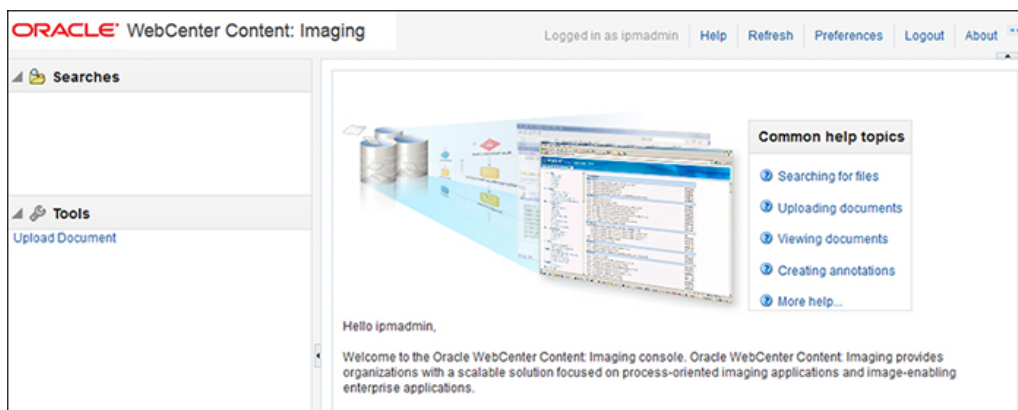 ORACLE® WebCenter Content: Imaging
Logged in as ipmadmin Help Refresh Preferences Logout About
Searches
Tools
Upload Document
Common help topics
Searching for files
Uploading documents
Viewing documents
Creating annotations
More help...
Hello ipmadmin,
Welcome to the Oracle WebCenter Content: Imaging console. Oracle WebCenter Content: Imaging provides
organizations with a scalable solution focused on process-oriented imaging applications and image-enabling
enterprise applications.